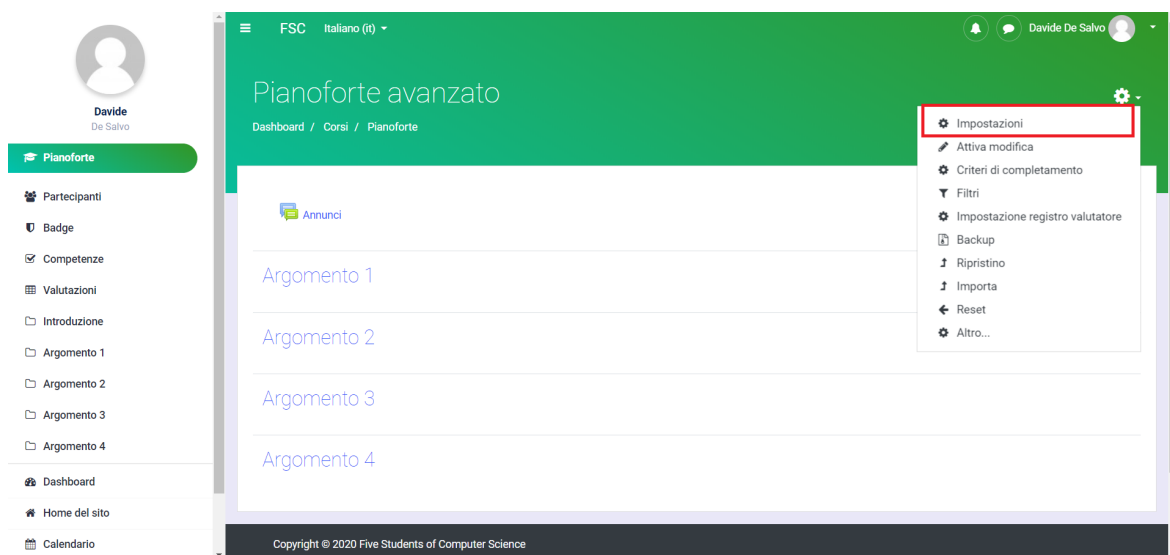 Davide
De Salvo
Pianoforte
Partecipanti
Badge
Competenze
Valutazioni
Introduzione
Argomento 1
Argomento 2
Argomento 3
Argomento 4
Dashboard
Home del sito
Calendario
FSC Italiano (it)
Davide De Salvo
Pianoforte avanzato
Dashboard / Corsi / Pianoforte
Impostazioni
Attiva modifica
Criteri di completamento
Filtri
Impostazione registro valutatore
Backup
Ripristino
Importa
Reset
Altro...
Annunci
Argomento 1
Argomento 2
Argomento 3
Argomento 4
Copyright © 2020 Five Students of Computer Science